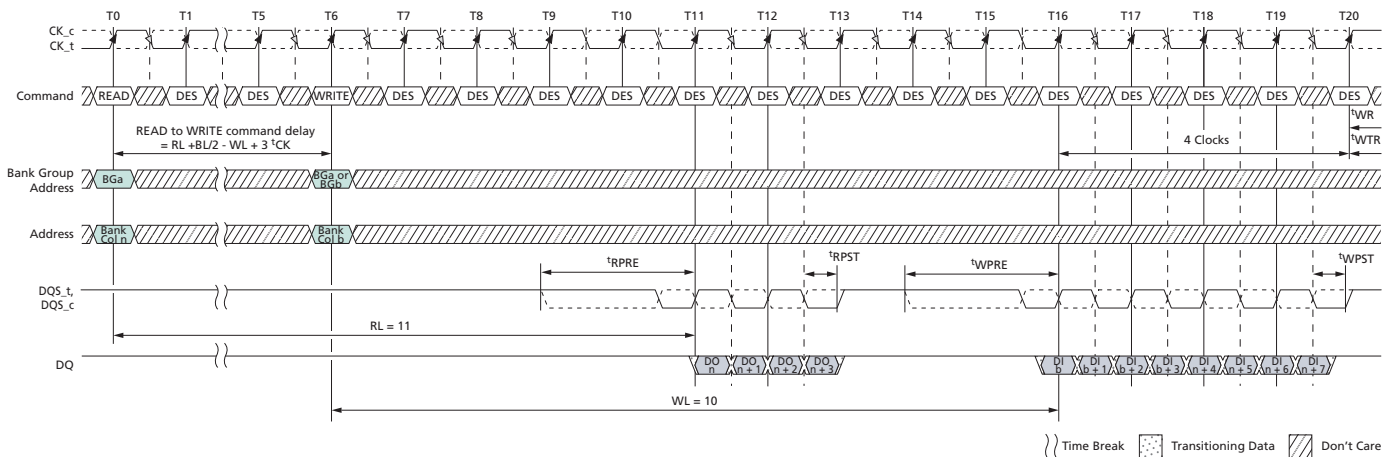 T0 T1 T5 T6 T7 T8 T9 T10 T11 T12 T13 T14 T15 T16 T17 T18 T19 T20
CK_c
CK_t
Command READ DES DES WRITE DES DES DES DES DES DES DES DES DES DES DES DES DES DES
tWR
READ to WRITE command delay
= RL +BL/2 - WL + 3 tCK
4 Clocks
tWTR
Bank Group
Address
BGa
BGa or
BGb
Address
Bank
Col n
Bank
Col b
tRPRE tRPST tWPRE tWPST
DQS_t,
DQS_c
RL = 11
DQ
DO
n
DO
n + 1
DO
n + 2
DO
n + 3
DI
b
DI
b + 1
DI
b + 2
DI
b + 3
DI
n + 4
DI
n + 5
DI
n + 6
DI
n + 7
WL = 10
Time Break Transitioning Data Don't Care